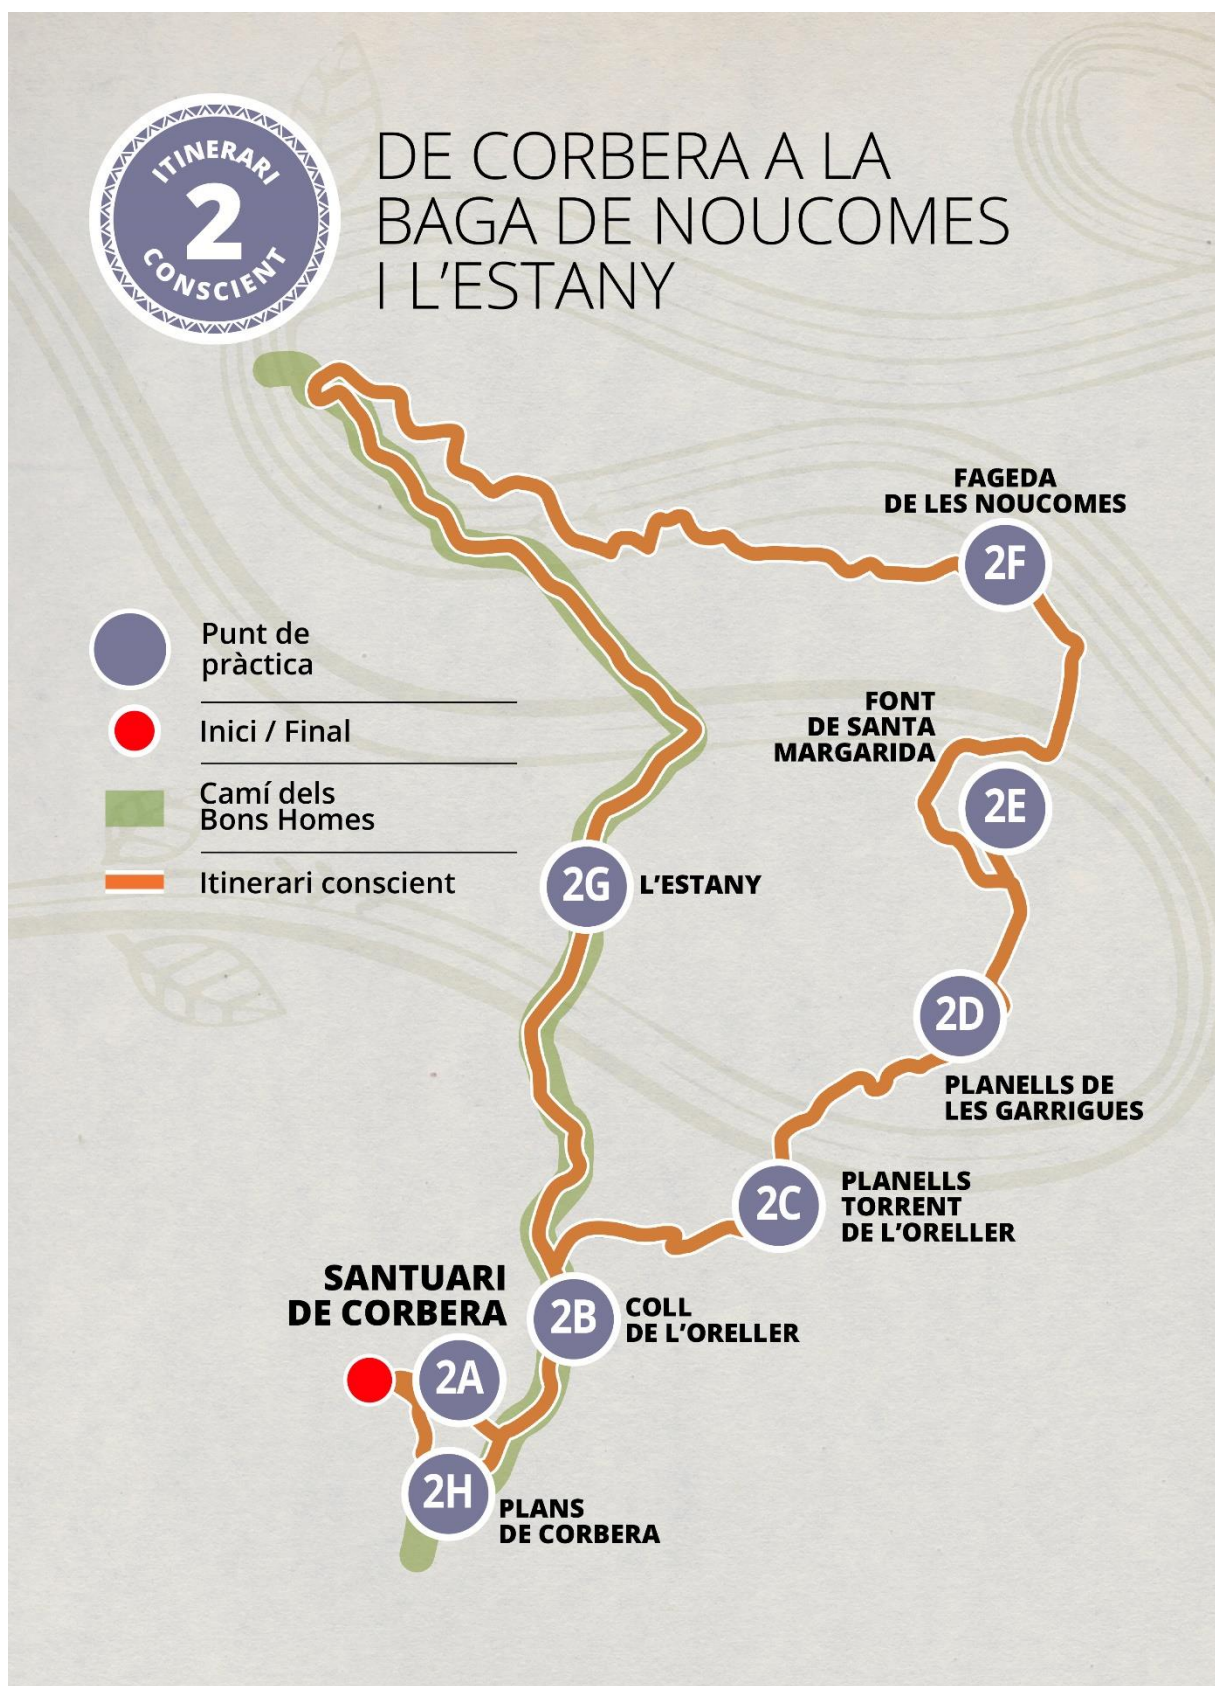 ITINERARI
2
CONSCIENT
DE CORBERA A LA
BAGA DE NOUCOMES
I L'ESTANY
FAGEDA
DE LES NOUCOMES
2F
Punt de
pràctica
Inici / Final
Camí dels
Bons Homes
Itinerari conscient
FONT
DE SANTA
MARGARIDA
2E
2G
L'ESTANY
2D
PLANELLS DE
LES GARRIGUES
2C
PLANELLS
TORRENT
DE L'ORELLER
SANTUARI
DE CORBERA
2B
COLL
DE L'ORELLER
2A
2H
PLANS
DE CORBERA